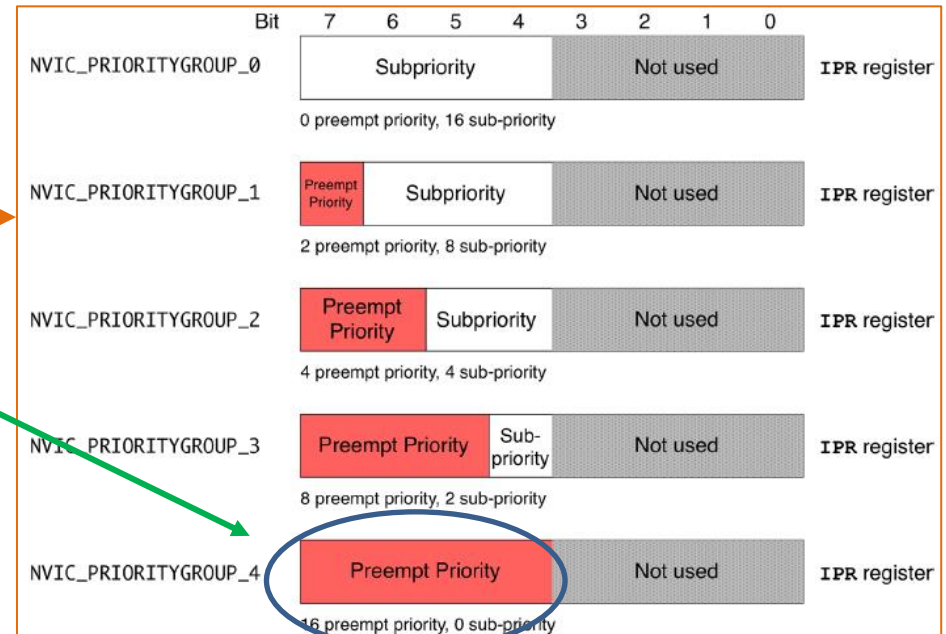 Bit 7 6 5 4 3 2 1 0
NVIC_PRIORITYGROUP_0 Subpriority Not used IPR register
0 preempt priority, 16 sub-priority
NVIC_PRIORITYGROUP_1 Preempt Priority Subpriority Not used IPR register
2 preempt priority, 8 sub-priority
NVIC_PRIORITYGROUP_2 Preempt Priority Subpriority Not used IPR register
4 preempt priority, 4 sub-priority
NVIC_PRIORITYGROUP_3 Preempt Priority Sub-priority Not used IPR register
8 preempt priority, 2 sub-priority
NVIC_PRIORITYGROUP_4 Preempt Priority Not used IPR register
16 preempt priority, 0 sub-priority